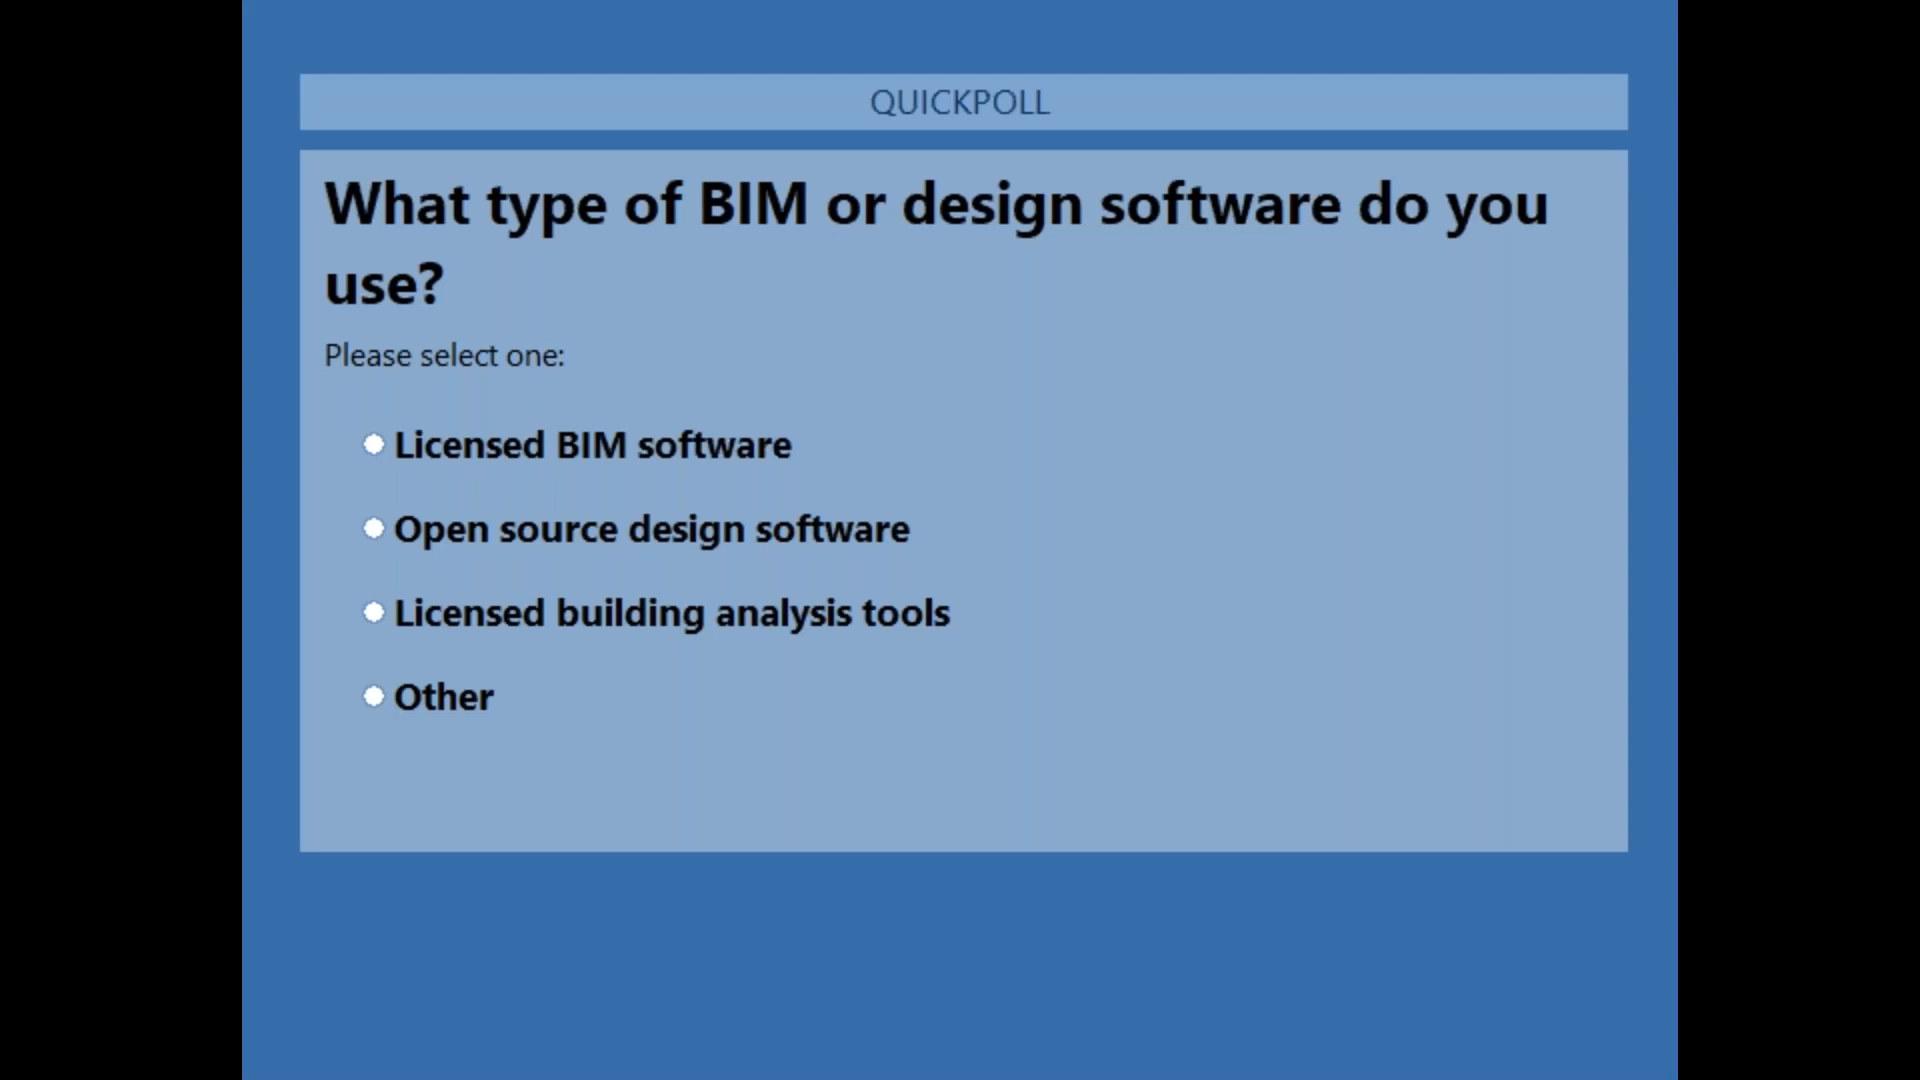 QUICKPOLL
What type of BIM or design software do you
use?
Please select one:
Licensed BIM software
Open source design software
Licensed building analysis tools
Other